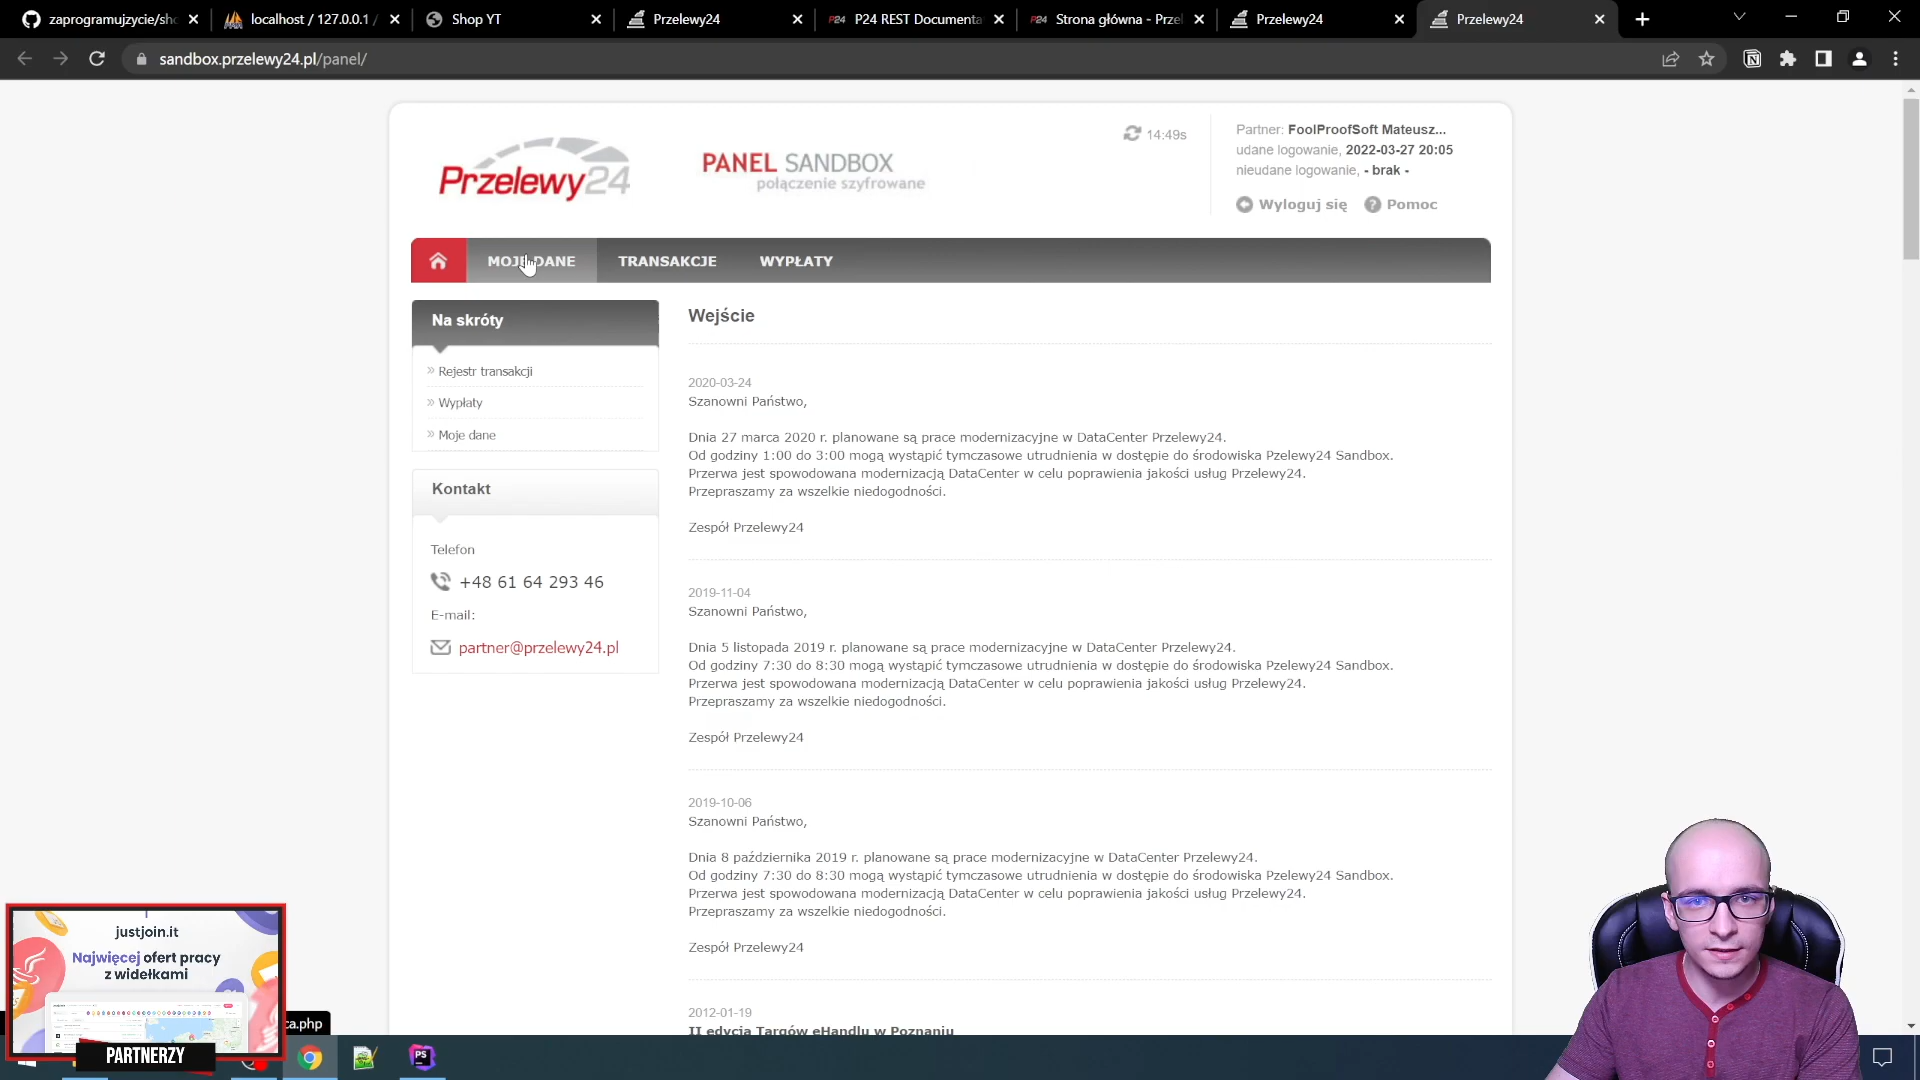 zaprogramujzycie/sho
localhost / 127.0.0.1 /
Shop YT
Przelewy24
P24 REST Documenta
Strona główna - Przel
Przelewy24
Przelewy24
sandbox.przelewy24.pl/panel/
Przelewy24
PANEL SANDBOX
połączenie szyfrowane
14:49s
Partner: FoolProofSoft Mateusz...
udane logowanie, 2022-03-27 20:05
nieudane logowanie, - brak -
Wyloguj się
Pomoc
MOJE DANE
TRANSAKCJE
WYPŁATY
Na skróty
» Rejestr transakcji
» Wypłaty
» Moje dane
Kontakt
Telefon
+48 61 64 293 46
E-mail:
partner@przelewy24.pl
Wejście
2020-03-24
Szanowni Państwo,
Dnia 27 marca 2020 r. planowane są prace modernizacyjne w DataCenter Przelewy24.
Od godziny 1:00 do 3:00 mogą wystąpić tymczasowe utrudnienia w dostępie do środowiska Pzelewy24 Sandbox.
Przerwa jest spowodowana modernizacją DataCenter w celu poprawienia jakości usług Przelewy24.
Przepraszamy za wszelkie niedogodności.
Zespół Przelewy24
2019-11-04
Szanowni Państwo,
Dnia 5 listopada 2019 r. planowane są prace modernizacyjne w DataCenter Przelewy24.
Od godziny 7:30 do 8:30 mogą wystąpić tymczasowe utrudnienia w dostępie do środowiska Pzelewy24 Sandbox.
Przerwa jest spowodowana modernizacją DataCenter w celu poprawienia jakości usług Przelewy24.
Przepraszamy za wszelkie niedogodności.
Zespół Przelewy24
2019-10-06
Szanowni Państwo,
Dnia 8 października 2019 r. planowane są prace modernizacyjne w DataCenter Przelewy24.
Od godziny 7:30 do 8:30 mogą wystąpić tymczasowe utrudnienia w dostępie do środowiska Pzelewy24 Sandbox.
Przerwa jest spowodowana modernizacją DataCenter w celu poprawienia jakości usług Przelewy24.
Przepraszamy za wszelkie niedogodności.
Zespół Przelewy24
2012-01-19
II edycja Targów eHandlu w Poznaniu
justjoin.it
Najwięcej ofert pracy
z widełkami
ca.php
PARTNERZY
PS